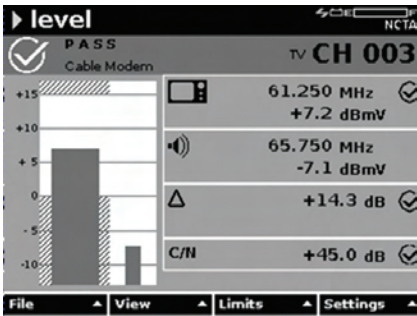 level
E F
NCTA
PASS
Cable Modem
TV CH 003
+15
+10
+5
0
-5
-10
61.250 MHz
+7.2 dBmV
65.750 MHz
-7.1 dBmV
Δ +14.3 dB
C/N +45.0 dB
File View Limits Settings